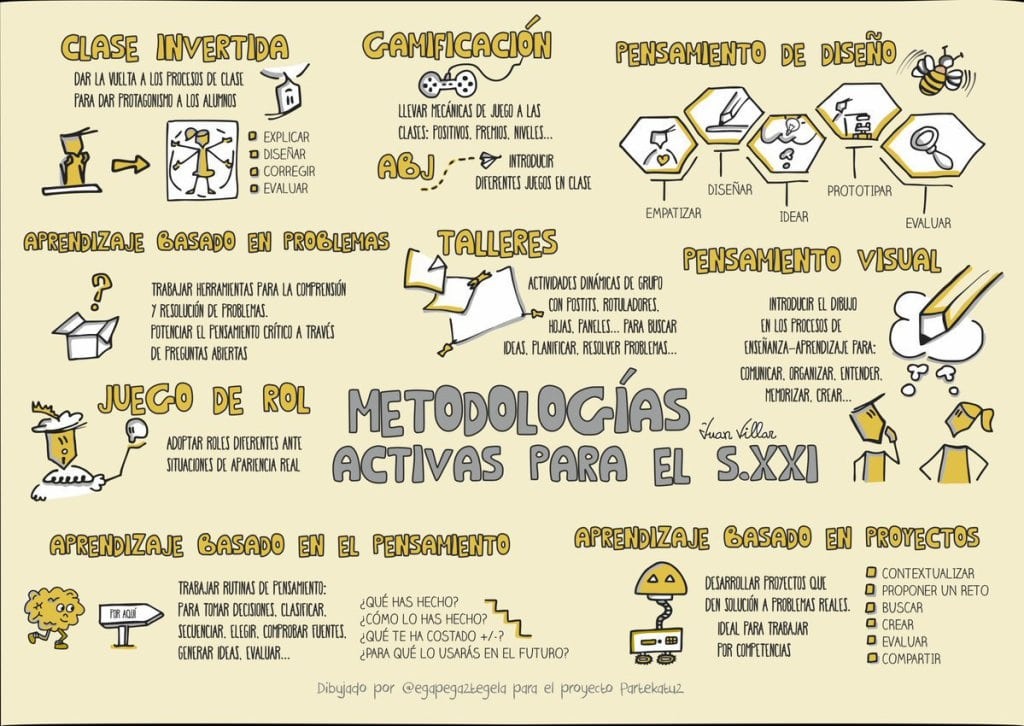 CLASE INVERTIDA
DAR LA VUELTA A LOS PROCESOS DE CLASE
PARA DAR PROTAGONISMO A LOS ALUMNOS
EXPLICAR
DISEÑAR
CORREGIR
EVALUAR
GAMIFICACIÓN
LLEVAR MECÁNICAS DE JUEGO A LAS
CLASES: POSITIVOS, PREMIOS, NIVELES...
ABJ
INTRODUCIR
DIFERENTES JUEGOS EN CLASE
PENSAMIENTO DE DISEÑO
EMPATIZAR
DISEÑAR
IDEAR
PROTOTIPAR
EVALUAR
APRENDIZAJE BASADO EN PROBLEMAS
TRABAJAR HERRAMIENTAS PARA LA COMPRENSIÓN
Y RESOLUCIÓN DE PROBLEMAS.
POTENCIAR EL PENSAMIENTO CRÍTICO A TRAVÉS
DE PREGUNTAS ABIERTAS
TALLERES
ACTIVIDADES DINÁMICAS DE GRUPO
CON POSTITS, ROTULADORES,
HOJAS, PANELES... PARA BUSCAR
IDEAS, PLANIFICAR, RESOLVER PROBLEMAS...
PENSAMIENTO VISUAL
INTRODUCIR EL DIBUJO
EN LOS PROCESOS DE
ENSEÑANZA-APRENDIZAJE PARA:
COMUNICAR, ORGANIZAR, ENTENDER,
MEMORIZAR, CREAR...
JUEGO DE ROL
ADOPTAR ROLES DIFERENTES ANTE
SITUACIONES DE APARIENCIA REAL
METODOLOGÍAS
ACTIVAS PARA EL S.XXI
Juan Villar
APRENDIZAJE BASADO EN EL PENSAMIENTO
POR AQUÍ
TRABAJAR RUTINAS DE PENSAMIENTO:
PARA TOMAR DECISIONES, CLASIFICAR,
SECUENCIAR, ELEGIR, COMPROBAR FUENTES,
GENERAR IDEAS, EVALUAR...
¿QUÉ HAS HECHO?
¿CÓMO LO HAS HECHO?
¿QUÉ TE HA COSTADO +/-?
¿PARA QUÉ LO USARÁS EN EL FUTURO?
APRENDIZAJE BASADO EN PROYECTOS
DESARROLLAR PROYECTOS QUE
DEN SOLUCIÓN A PROBLEMAS REALES.
IDEAL PARA TRABAJAR
POR COMPETENCIAS
CONTEXTUALIZAR
PROPONER UN RETO
BUSCAR
CREAR
EVALUAR
COMPARTIR
Dibujado por @egapega2tegela para el proyecto Partekatu2